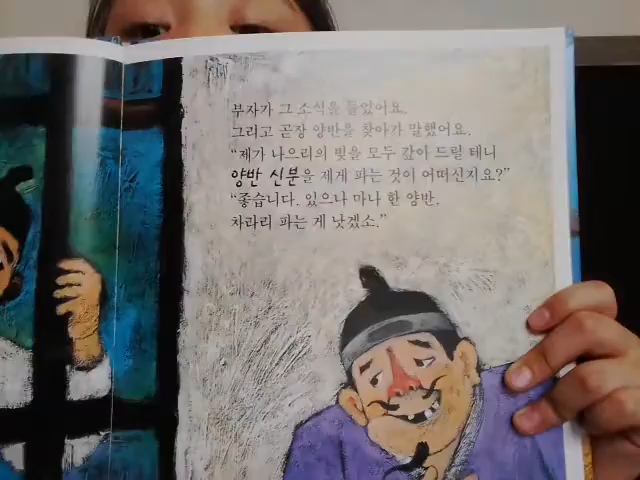 부자가 그 소식을 들었어요.
그리고 곧장 양반을 찾아가 말했어요.
“제가 나으리의 빚을 모두 갚아 드릴 테니
양반 신분을 제게 파는 것이 어떠신지요?”
“좋습니다. 있으나 마나 한 양반,
차라리 파는 게 낫겠소.”